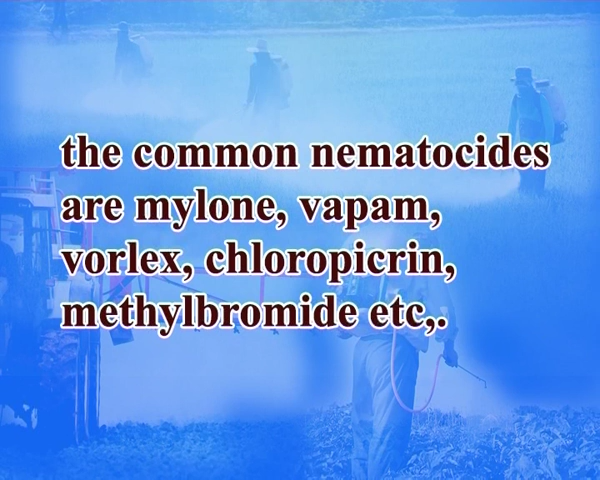 the common nematocides
are mylone, vapam,
vorlex, chloropicrin,
methylbromide etc,.